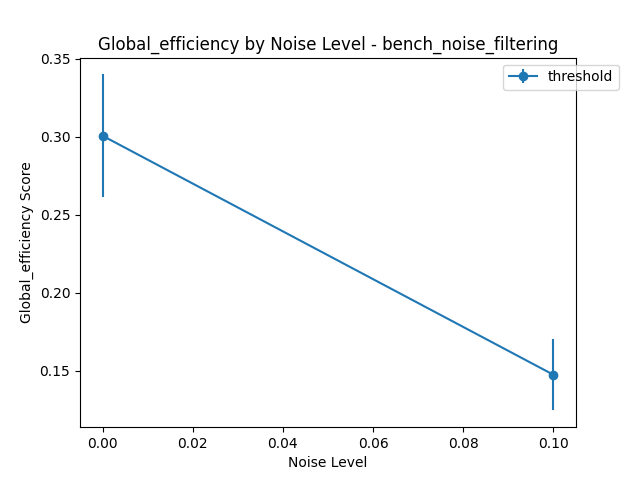 Global_efficiency by Noise Level - bench_noise_filtering
threshold
0.35
0.30
0.25
0.20
0.15
Global_efficiency Score
0.00 0.02 0.04 0.06 0.08 0.10
Noise Level